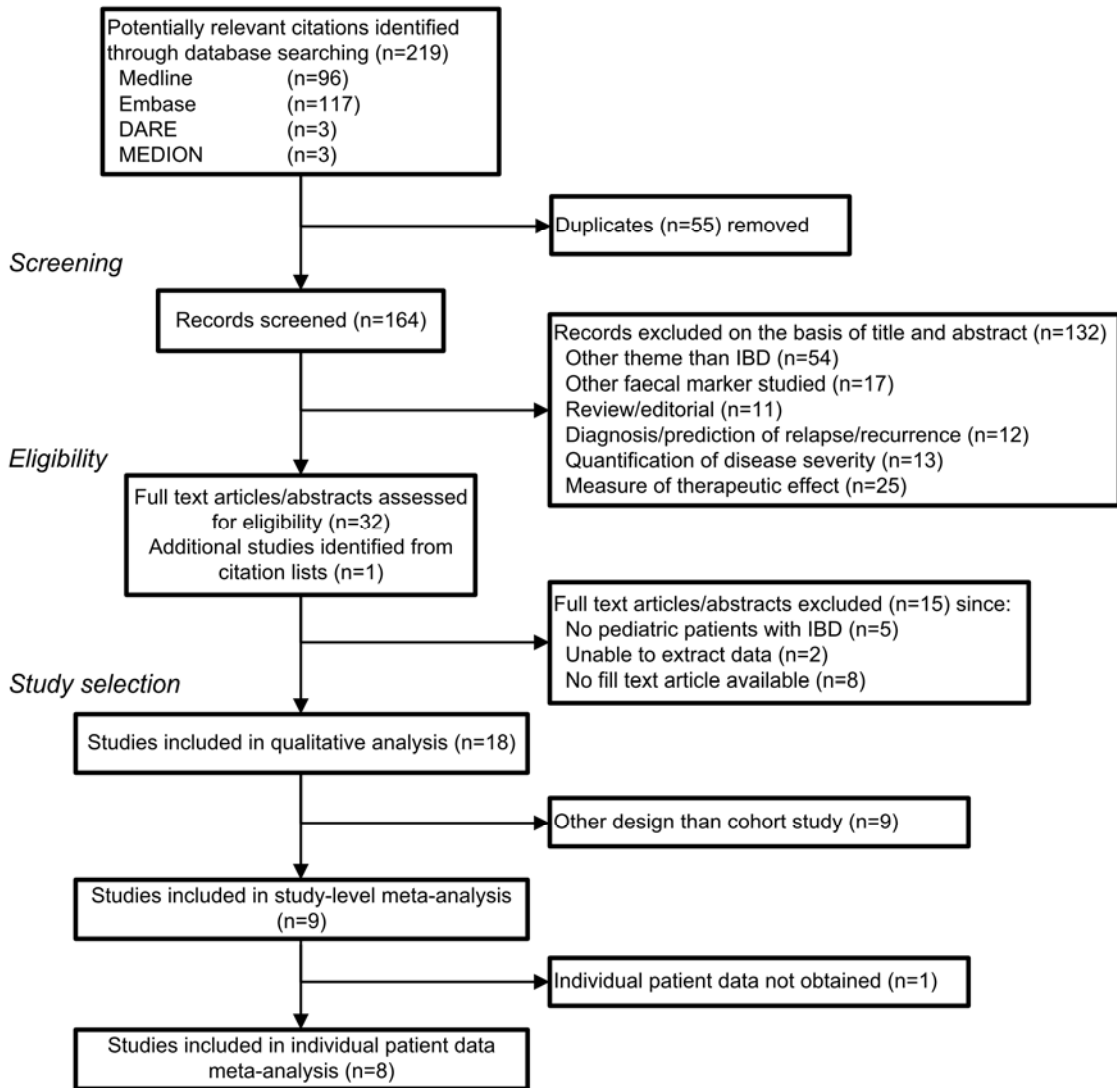 Potentially relevant citations identified
through database searching (n=219)
Medline (n=96)
Embase (n=117)
DARE (n=3)
MEDION (n=3)
Duplicates (n=55) removed
Screening
Records screened (n=164)
Records excluded on the basis of title and abstract (n=132)
Other theme than IBD (n=54)
Other faecal marker studied (n=17)
Review/editorial (n=11)
Diagnosis/prediction of relapse/recurrence (n=12)
Quantification of disease severity (n=13)
Measure of therapeutic effect (n=25)
Eligibility
Full text articles/abstracts assessed
for eligibility (n=32)
Additional studies identified from
citation lists (n=1)
Full text articles/abstracts excluded (n=15) since:
No pediatric patients with IBD (n=5)
Unable to extract data (n=2)
No fill text article available (n=8)
Study selection
Studies included in qualitative analysis (n=18)
Other design than cohort study (n=9)
Studies included in study-level meta-analysis
(n=9)
Individual patient data not obtained (n=1)
Studies included in individual patient data
meta-analysis (n=8)